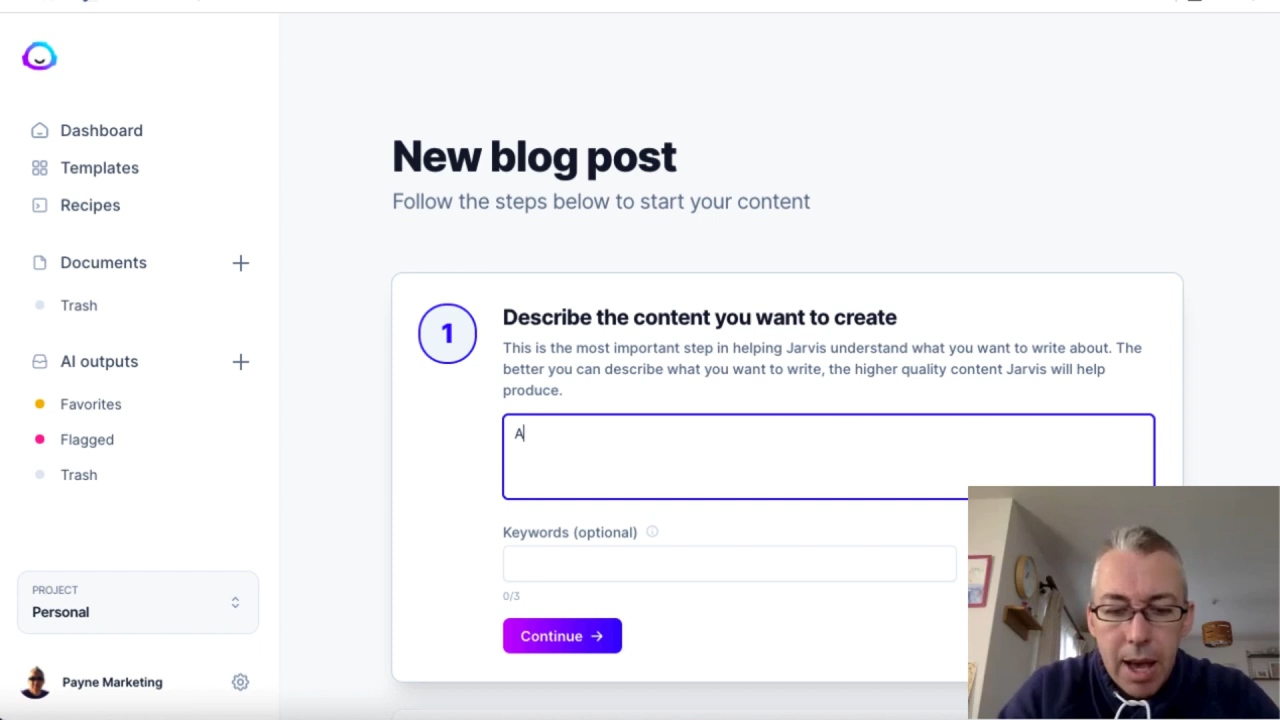 Dashboard
Templates
Recipes
Documents
Trash
AI outputs
Favorites
Flagged
Trash
PROJECT
Personal
Payne Marketing
New blog post
Follow the steps below to start your content
1
Describe the content you want to create
This is the most important step in helping Jarvis understand what you want to write about. The
better you can describe what you want to write, the higher quality content Jarvis will help
produce.
A
Keywords (optional)
0/3
Continue